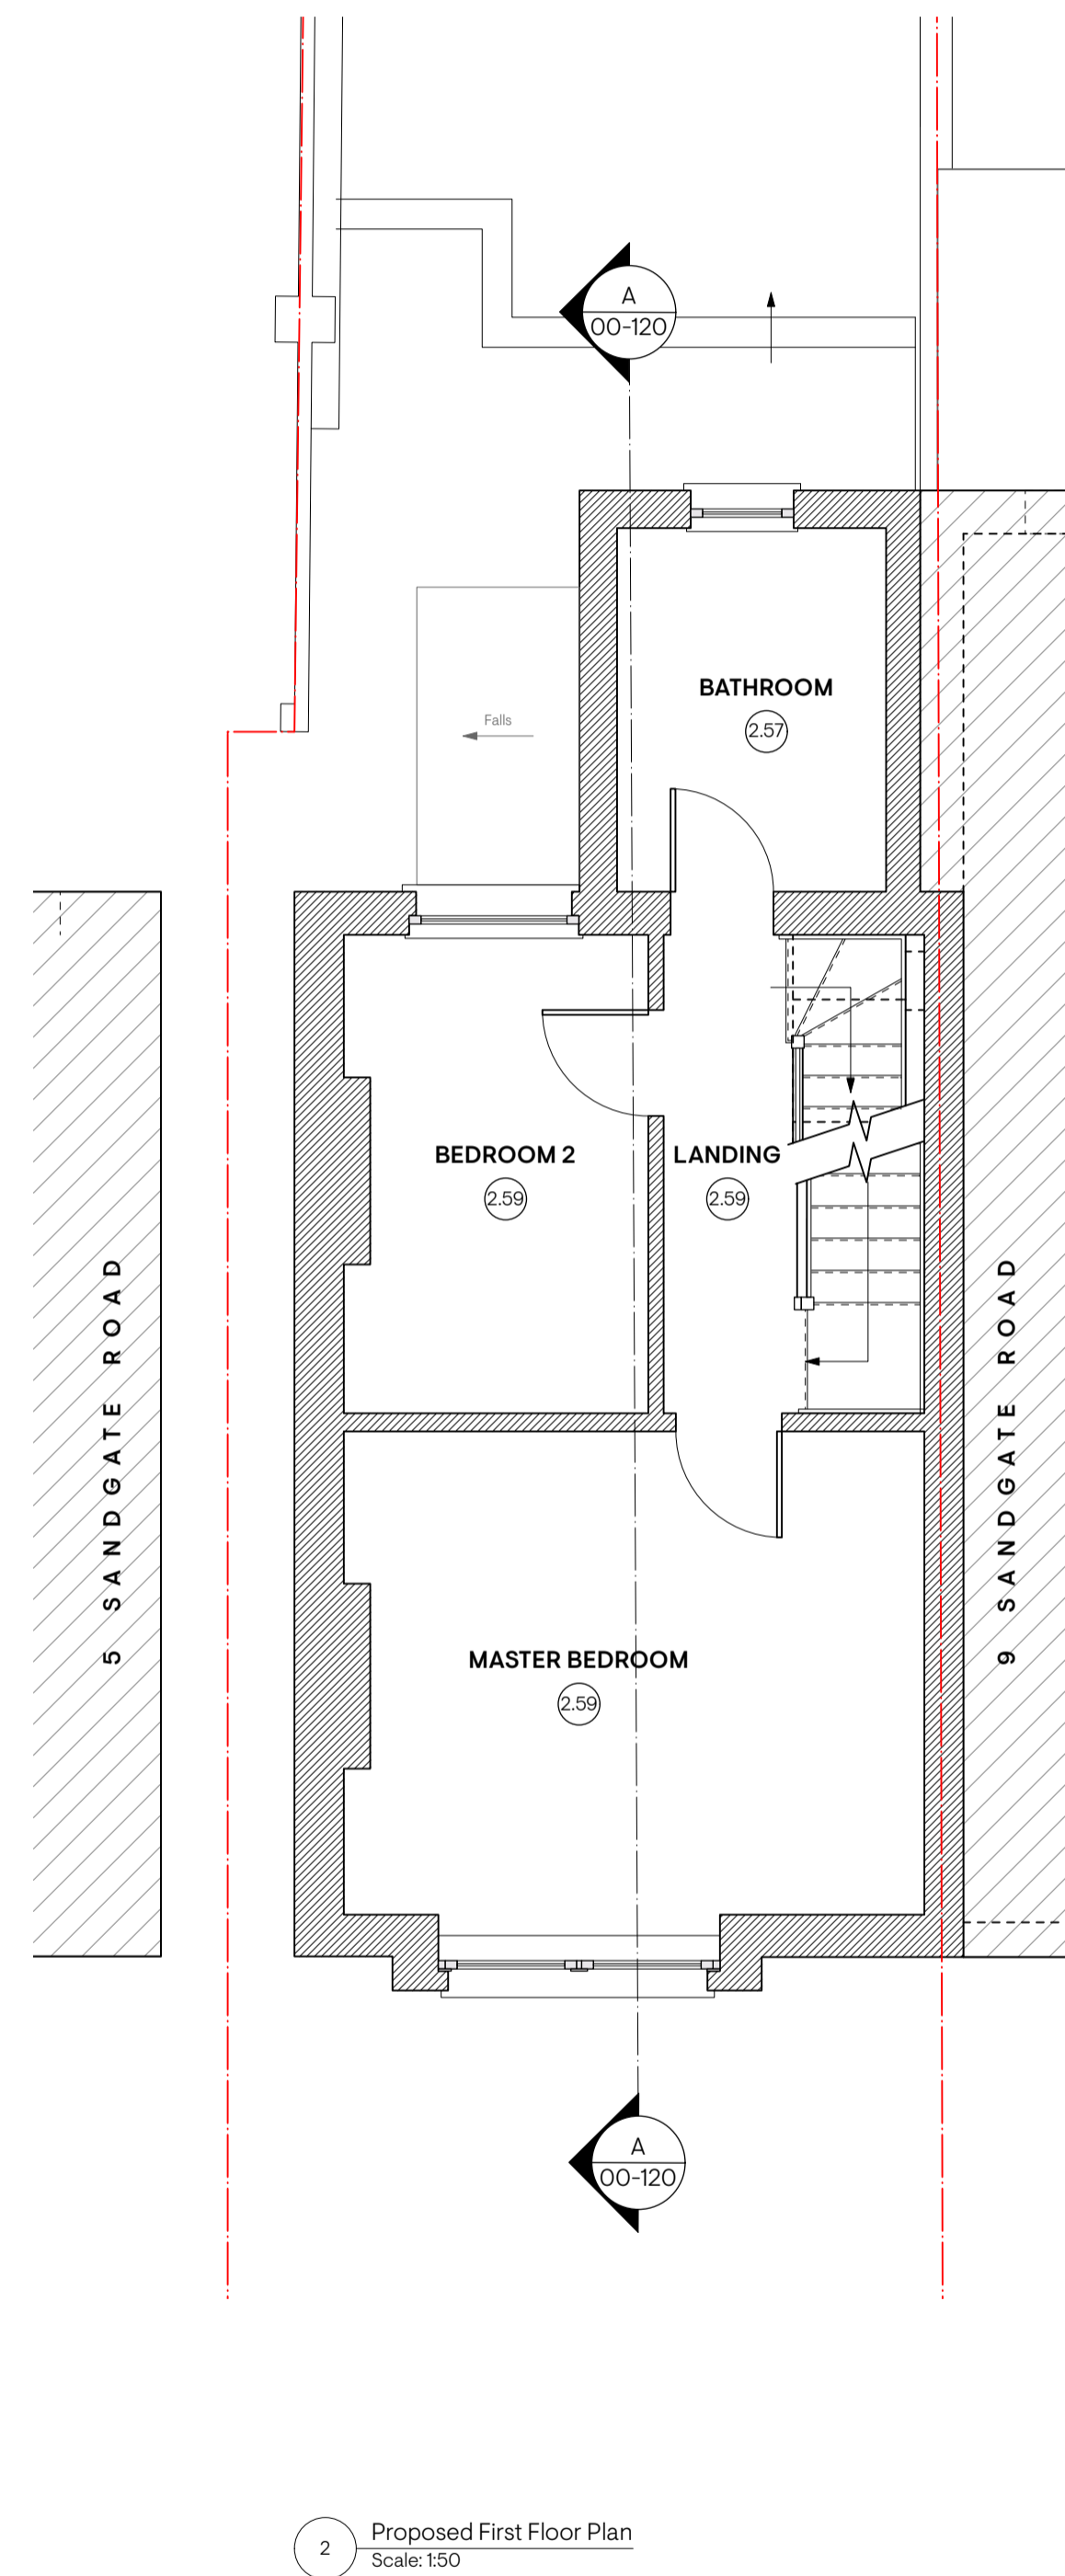 A
00-120
BATHROOM
2.57
Falls
BEDROOM 2
2.59
LANDING
2.59
5 SANDGATE ROAD
9 SANDGATE ROAD
MASTER BEDROOM
2.59
A
00-120
2
Proposed First Floor Plan
Scale: 1:50